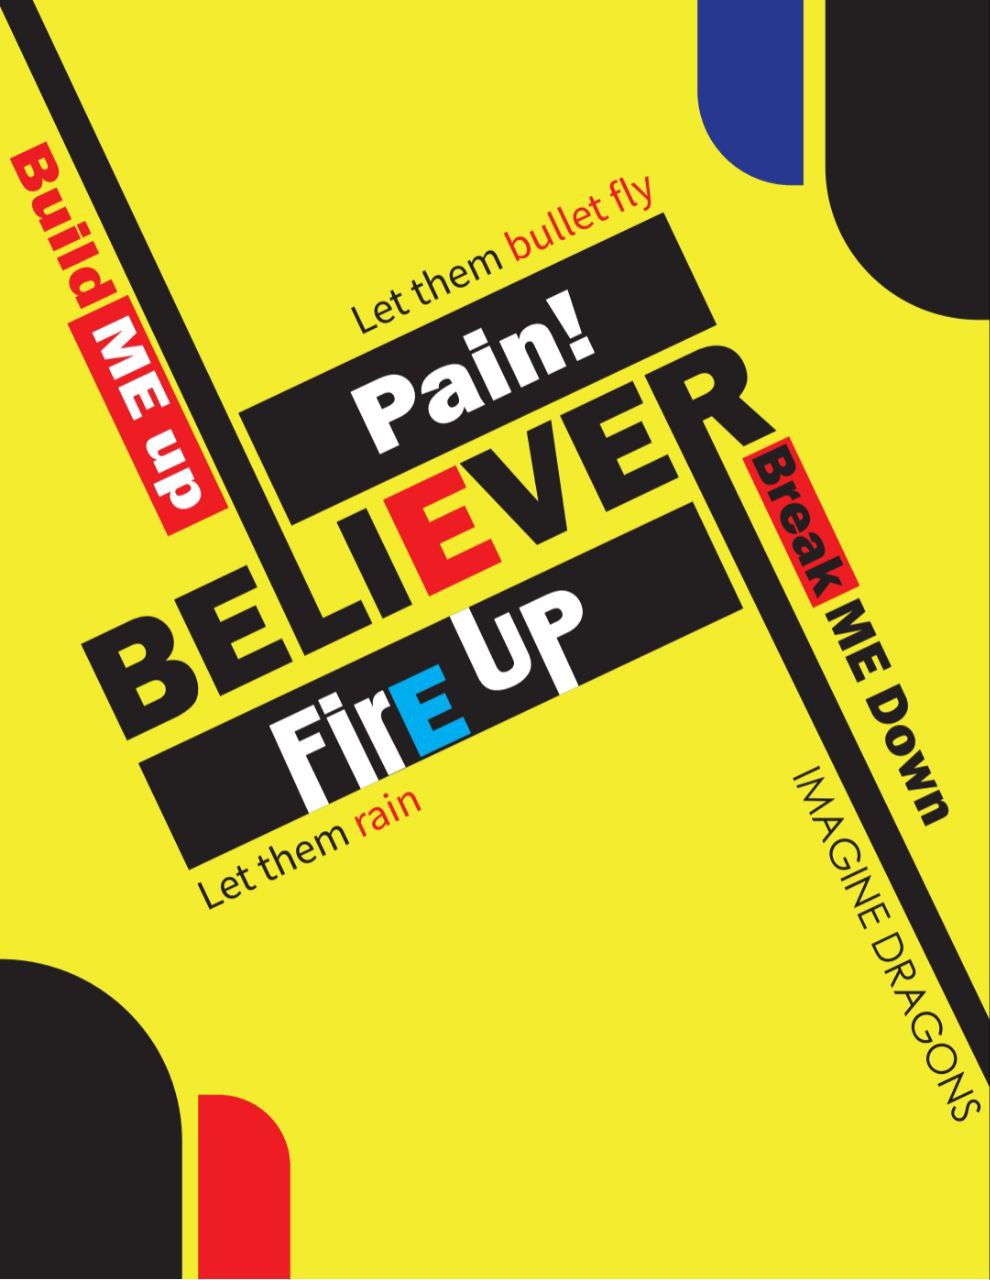 Build ME up
Let them bullet fly
Pain!
BELIEVER
FirE UP
Let them rain
Break ME Down
IMAGINE DRAGONS